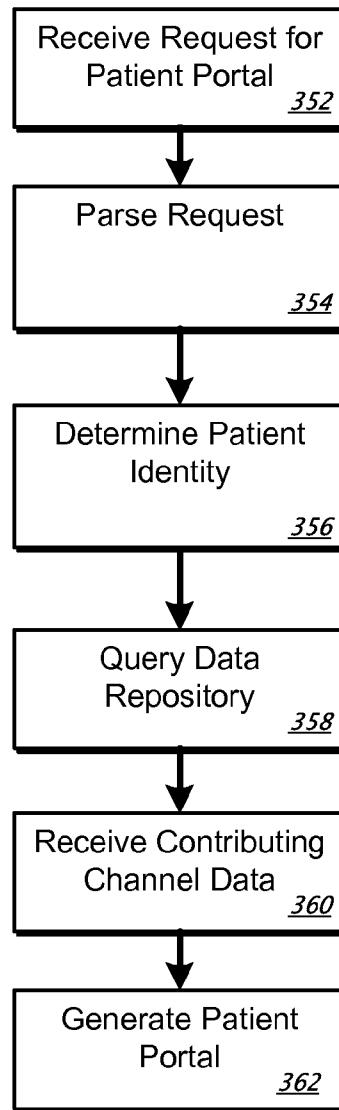 Receive Request for
Patient Portal
352
Parse Request
354
Determine Patient
Identity
356
Query Data
Repository
358
Receive Contributing
Channel Data
360
Generate Patient
Portal
362